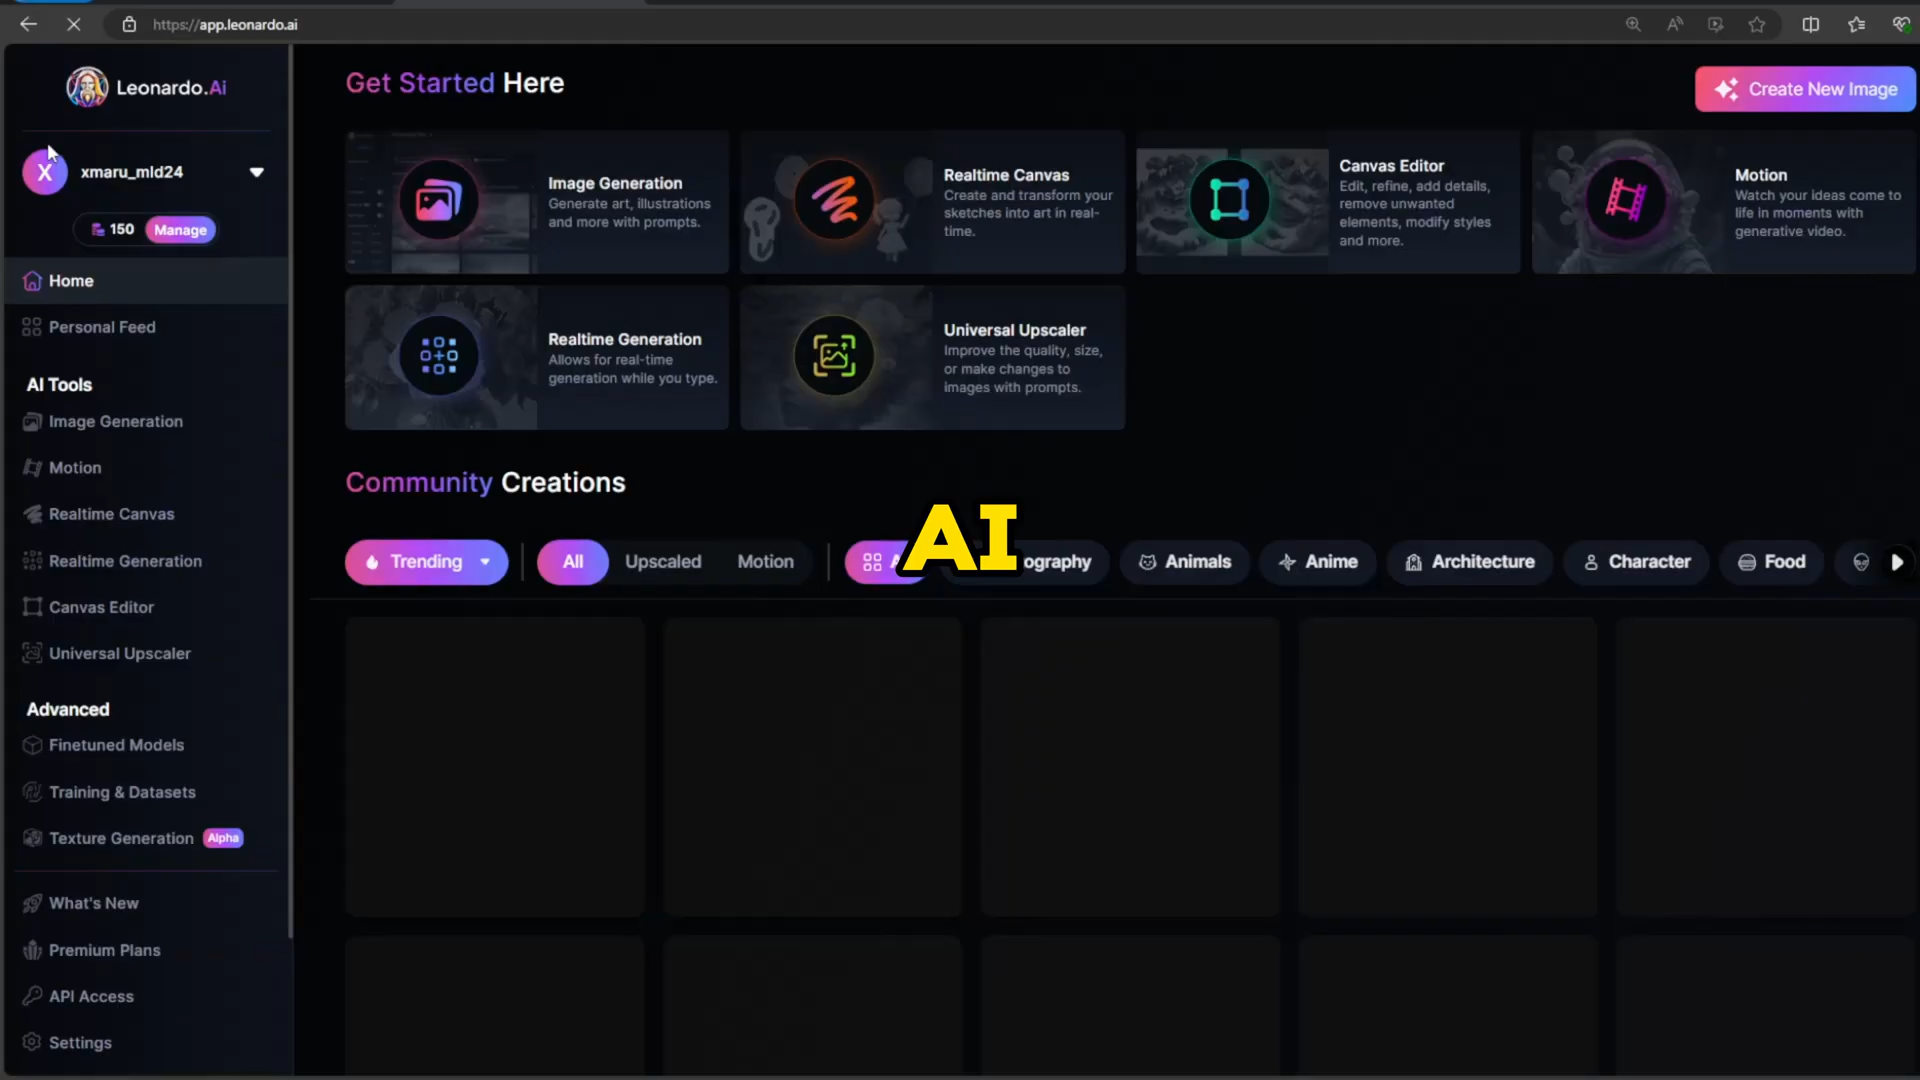 https://app.leonardo.ai
Leonardo.Ai
X
xmaru_mld24
150
Manage
Home
Personal Feed
AI Tools
Image Generation
Motion
Realtime Canvas
Realtime Generation
Canvas Editor
Universal Upscaler
Advanced
Finetuned Models
Training & Datasets
Texture Generation
Alpha
What's New
Premium Plans
API Access
Settings
Get Started Here
Create New Image
Image Generation
Generate art, illustrations
and more with prompts.
Realtime Canvas
Create and transform your
sketches into art in real-
time.
Canvas Editor
Edit, refine, add details,
remove unwanted
elements, modify styles
and more.
Motion
Watch your ideas come to
life in moments with
generative video.
Realtime Generation
Allows for real-time
generation while you type.
Universal Upscaler
Improve the quality, size,
or make changes to
images with prompts.
Community Creations
Trending
All
Upscaled
Motion
AI
ography
Animals
Anime
Architecture
Character
Food